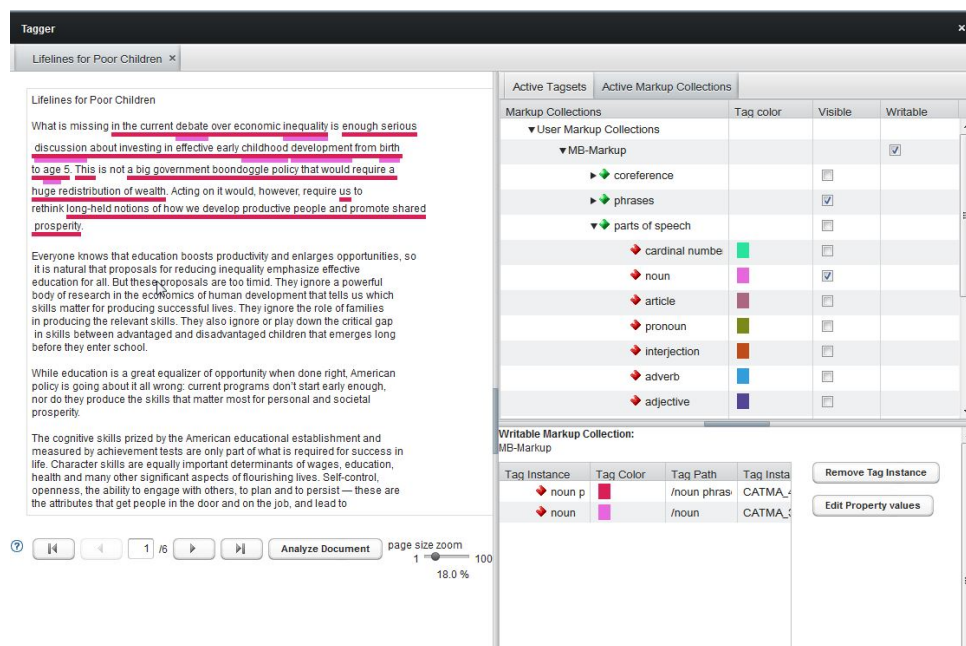 Tagger
×
Lifelines for Poor Children ×
Lifelines for Poor Children
What is missing in the current debate over economic inequality is enough serious
discussion about investing in effective early childhood development from birth
to age 5. This is not a big government boondoggle policy that would require a
huge redistribution of wealth. Acting on it would, however, require us to
rethink long-held notions of how we develop productive people and promote shared
prosperity.
Everyone knows that education boosts productivity and enlarges opportunities, so
it is natural that proposals for reducing inequality emphasize effective
education for all. But these proposals are too timid. They ignore a powerful
body of research in the economics of human development that tells us which
skills matter for producing successful lives. They ignore the role of families
in producing the relevant skills. They also ignore or play down the critical gap
in skills between advantaged and disadvantaged children that emerges long
before they enter school.
While education is a great equalizer of opportunity when done right, American
policy is going about it all wrong: current programs don't start early enough,
nor do they produce the skills that matter most for personal and societal
prosperity.
The cognitive skills prized by the American educational establishment and
measured by achievement tests are only part of what is required for success in
life. Character skills are equally important determinants of wages, education,
health and many other significant aspects of flourishing lives. Self-control,
openness, the ability to engage with others, to plan and to persist — these are
the attributes that get people in the door and on the job, and lead to
? 1 /6 Analyze Document page size zoom
1 100
18.0 %
Active Tagsets Active Markup Collections
Markup Collections Tag color Visible Writable
User Markup Collections
MB-Markup
coreference
phrases
parts of speech
cardinal numbe
noun
article
pronoun
interjection
adverb
adjective
Writable Markup Collection:
MB-Markup
Tag Instance Tag Color Tag Path Tag Insta
noun p /noun phras CATMA_4
noun /noun CATMA_3
Remove Tag Instance
Edit Property values